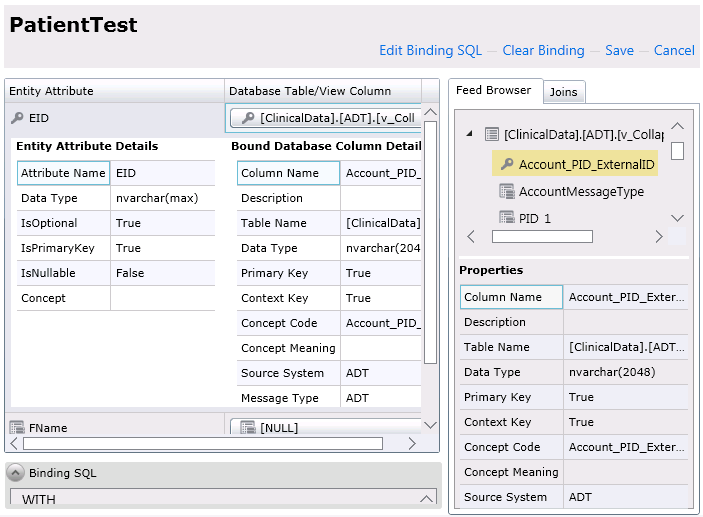 PatientTest
Edit Binding SQL — Clear Binding — Save — Cancel
Entity Attribute Database Table/View Column
EID [ClinicalData].[ADT].[v_Coll
Entity Attribute Details
Attribute Name EID
Data Type nvarchar(max)
IsOptional True
IsPrimaryKey True
IsNullable False
Concept
Bound Database Column Detail
Column Name Account_PID_
Description
Table Name [ClinicalData]
Data Type nvarchar(204
Primary Key True
Context Key True
Concept Code Account_PID_
Concept Meaning
Source System ADT
Message Type ADT
FName [NULL]
Binding SQL
WITH
Feed Browser Joins
[ClinicalData].[ADT].[v_Collap
Account_PID_ExternalID
AccountMessageType
PID_1
Properties
Column Name Account_PID_Exter...
Description
Table Name [ClinicalData].[ADT...
Data Type nvarchar(2048)
Primary Key True
Context Key True
Concept Code Account_PID_Exter...
Concept Meaning
Source System ADT